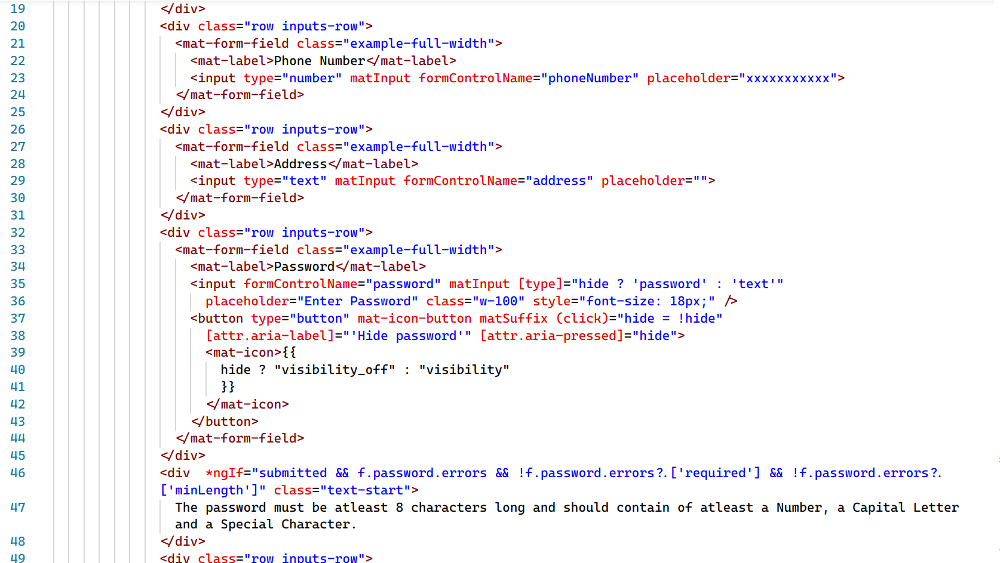 19 </div>
20 <div class="row inputs-row">
21 <mat-form-field class="example-full-width">
22 <mat-label>Phone Number</mat-label>
23 <input type="number" matInput formControlName="phoneNumber" placeholder="xxxxxxxxxxx">
24 </mat-form-field>
25 </div>
26 <div class="row inputs-row">
27 <mat-form-field class="example-full-width">
28 <mat-label>Address</mat-label>
29 <input type="text" matInput formControlName="address" placeholder="">
30 </mat-form-field>
31 </div>
32 <div class="row inputs-row">
33 <mat-form-field class="example-full-width">
34 <mat-label>Password</mat-label>
35 <input formControlName="password" matInput [type]="hide ? 'password' : 'text'"
36 placeholder="Enter Password" class="w-100" style="font-size: 18px;" />
37 <button type="button" mat-icon-button matSuffix (click)="hide = !hide"
38 [attr.aria-label]="'Hide password'" [attr.aria-pressed]="hide">
39 <mat-icon>{{
40 hide ? "visibility_off" : "visibility"
41 }}
42 </mat-icon>
43 </button>
44 </mat-form-field>
45 </div>
46 <div  *ngIf="submitted && f.password.errors && !f.password.errors?.['required'] && !f.password.errors?.
['minLength']" class="text-start">
47 The password must be atleast 8 characters long and should contain of atleast a Number, a Capital Letter
and a Special Character.
48 </div>
49 <div class="row inputs-row">